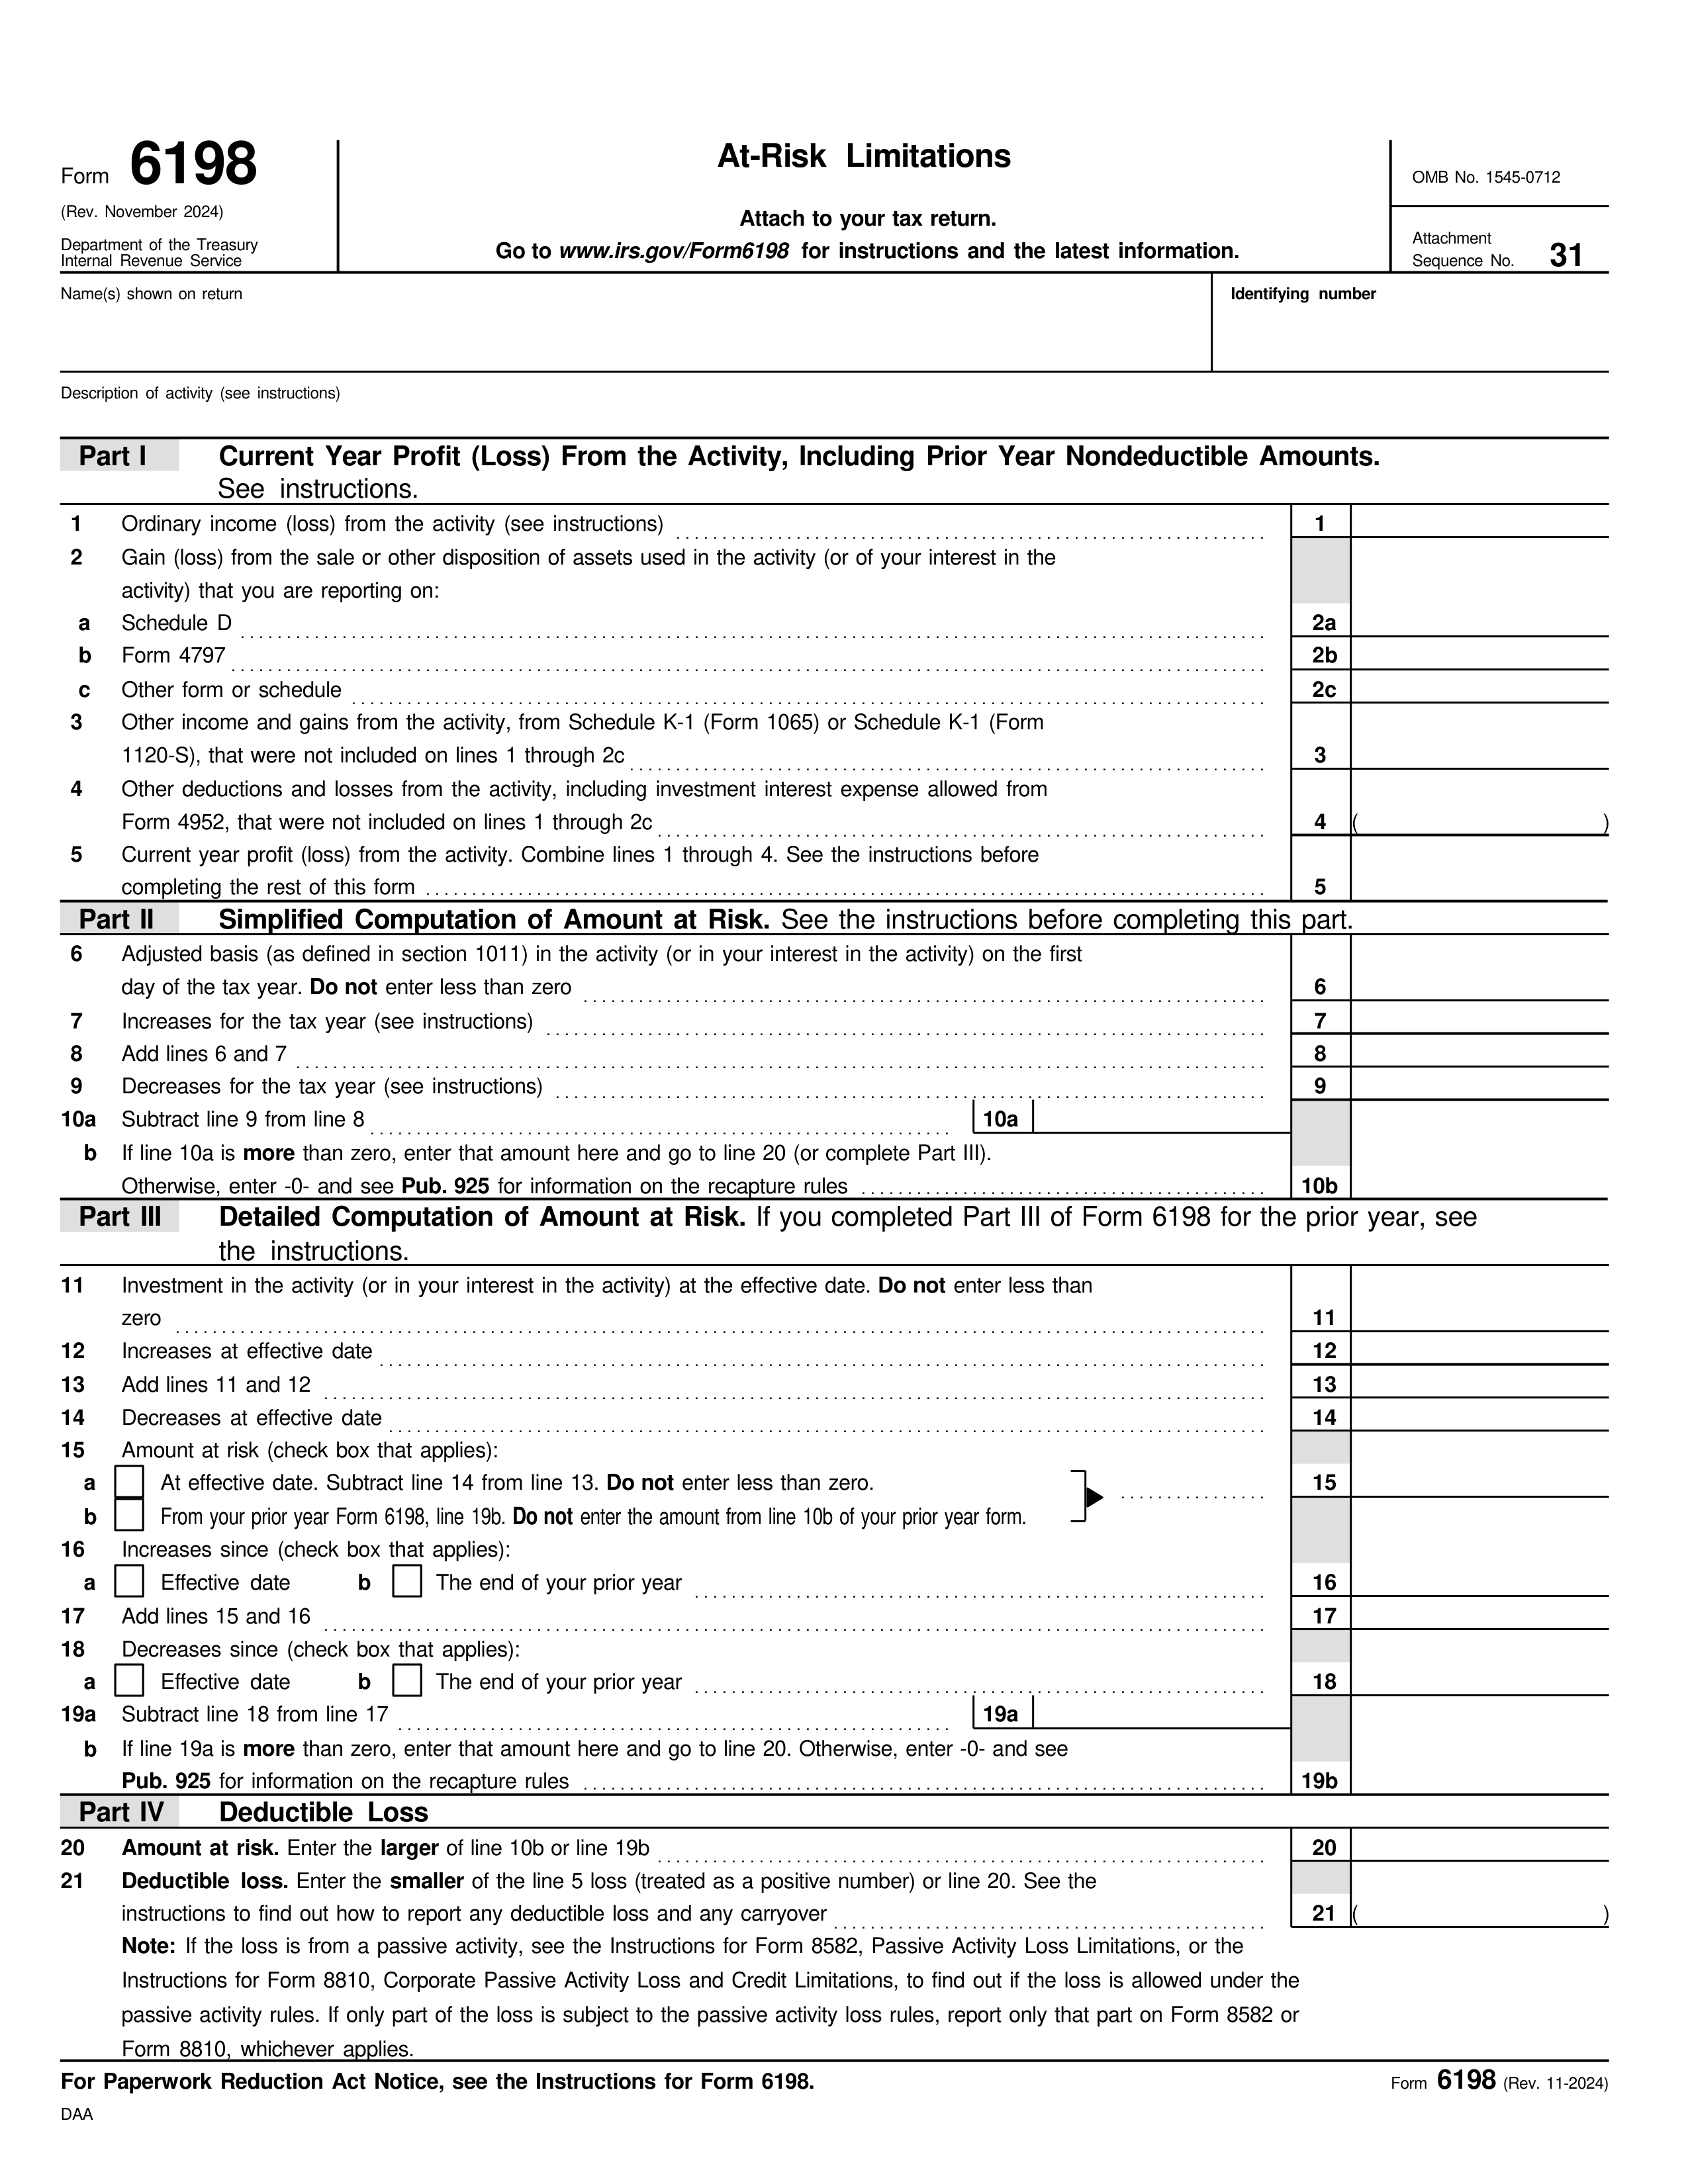 Form 6198
(Rev. November 2024)
Department of the Treasury
Internal Revenue Service
At-Risk Limitations
Attach to your tax return.
Go to www.irs.gov/Form6198 for instructions and the latest information.
OMB No. 1545-0712
Attachment
Sequence No. 31
Name(s) shown on return
Identifying number
Description of activity (see instructions)
Part I Current Year Profit (Loss) From the Activity, Including Prior Year Nondeductible Amounts.
See instructions.
1 Ordinary income (loss) from the activity (see instructions) 1
2 Gain (loss) from the sale or other disposition of assets used in the activity (or of your interest in the
activity) that you are reporting on:
a Schedule D 2a
b Form 4797 2b
c Other form or schedule 2c
3 Other income and gains from the activity, from Schedule K-1 (Form 1065) or Schedule K-1 (Form
1120-S), that were not included on lines 1 through 2c 3
4 Other deductions and losses from the activity, including investment interest expense allowed from
Form 4952, that were not included on lines 1 through 2c 4 ( )
5 Current year profit (loss) from the activity. Combine lines 1 through 4. See the instructions before
completing the rest of this form 5
Part II Simplified Computation of Amount at Risk. See the instructions before completing this part.
6 Adjusted basis (as defined in section 1011) in the activity (or in your interest in the activity) on the first
day of the tax year. Do not enter less than zero 6
7 Increases for the tax year (see instructions) 7
8 Add lines 6 and 7 8
9 Decreases for the tax year (see instructions) 9
10a Subtract line 9 from line 8 10a
b If line 10a is more than zero, enter that amount here and go to line 20 (or complete Part III).
Otherwise, enter -0- and see Pub. 925 for information on the recapture rules 10b
Part III Detailed Computation of Amount at Risk. If you completed Part III of Form 6198 for the prior year, see
the instructions.
11 Investment in the activity (or in your interest in the activity) at the effective date. Do not enter less than
zero 11
12 Increases at effective date 12
13 Add lines 11 and 12 13
14 Decreases at effective date 14
15 Amount at risk (check box that applies):
a At effective date. Subtract line 14 from line 13. Do not enter less than zero. 15
b From your prior year Form 6198, line 19b. Do not enter the amount from line 10b of your prior year form.
16 Increases since (check box that applies):
a Effective date b The end of your prior year 16
17 Add lines 15 and 16 17
18 Decreases since (check box that applies):
a Effective date b The end of your prior year 18
19a Subtract line 18 from line 17 19a
b If line 19a is more than zero, enter that amount here and go to line 20. Otherwise, enter -0- and see
Pub. 925 for information on the recapture rules 19b
Part IV Deductible Loss
20 Amount at risk. Enter the larger of line 10b or line 19b 20
21 Deductible loss. Enter the smaller of the line 5 loss (treated as a positive number) or line 20. See the
instructions to find out how to report any deductible loss and any carryover 21 ( )
Note: If the loss is from a passive activity, see the Instructions for Form 8582, Passive Activity Loss Limitations, or the
Instructions for Form 8810, Corporate Passive Activity Loss and Credit Limitations, to find out if the loss is allowed under the
passive activity rules. If only part of the loss is subject to the passive activity loss rules, report only that part on Form 8582 or
Form 8810, whichever applies.
For Paperwork Reduction Act Notice, see the Instructions for Form 6198. Form 6198 (Rev. 11-2024)
DAA